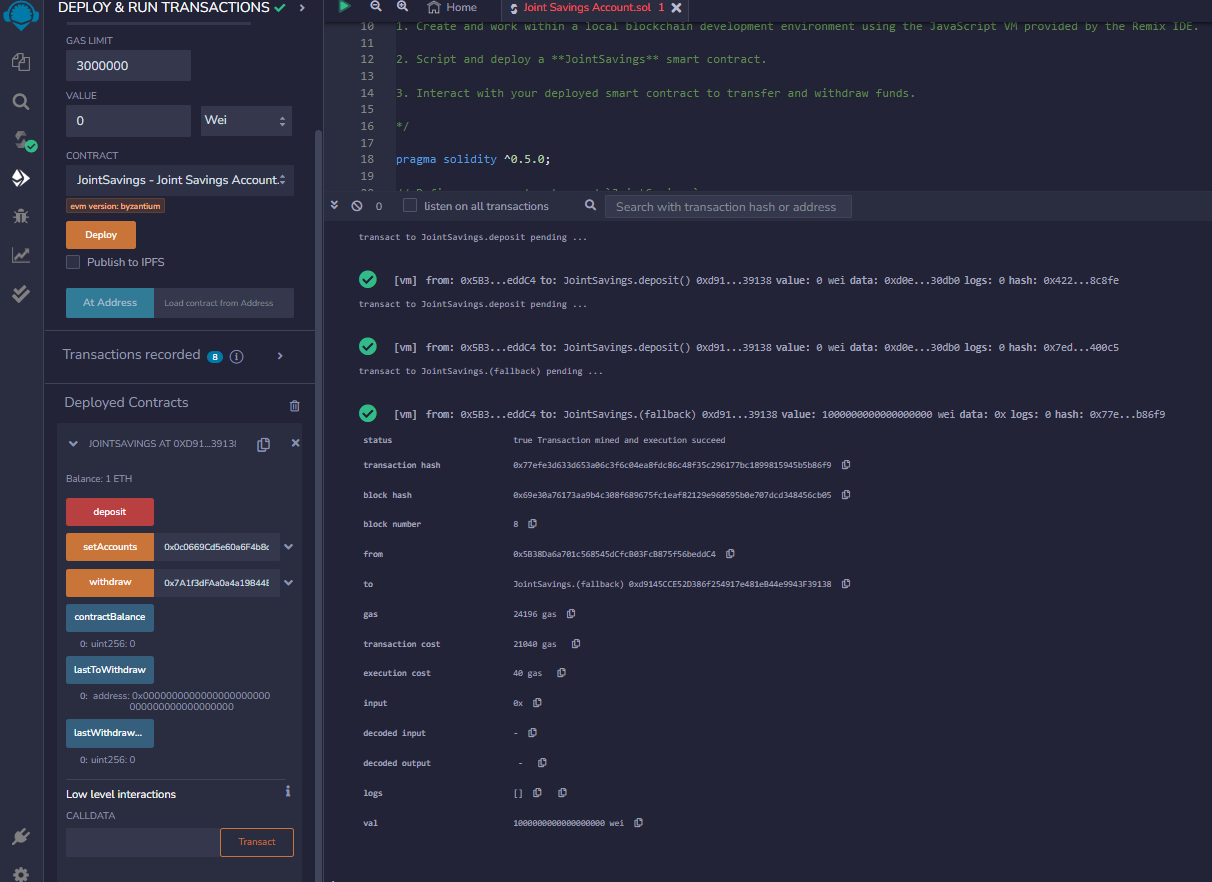 DEPLOY & RUN TRANSACTIONS
GAS LIMIT
3000000
VALUE
0
Wei
CONTRACT
JointSavings - Joint Savings Account.
evm version: byzantium
Deploy
Publish to IPFS
At Address
Load contract from Address
Transactions recorded 8 i
Deployed Contracts
JOINTSAVINGS AT 0XD91...39138
Balance: 1 ETH
deposit
setAccounts
0x0c0669Cd5e60a6F4b8c
withdraw
0x7A1f3dFAa0a4a19844E
contractBalance
0: uint256: 0
lastToWithdraw
0: address: 0x00000000000000000000000
00000000000000000
lastWithdraw...
0: uint256: 0
Low level interactions
i
CALLDATA
Transact
Home
Joint Savings Account.sol 1
10 1. Create and work within a local blockchain development environment using the JavaScript VM provided by the Remix IDE.
11
12 2. Script and deploy a **JointSavings** smart contract.
13
14 3. Interact with your deployed smart contract to transfer and withdraw funds.
15
16 */
17
18 pragma solidity ^0.5.0;
19
0
listen on all transactions
Search with transaction hash or address
transact to JointSavings.deposit pending ...
[vm] from: 0x5B3...eddC4 to: JointSavings.deposit() 0xd91...39138 value: 0 wei data: 0xd0e...30db0 logs: 0 hash: 0x422...8c8fe
transact to JointSavings.deposit pending ...
[vm] from: 0x5B3...eddC4 to: JointSavings.deposit() 0xd91...39138 value: 0 wei data: 0xd0e...30db0 logs: 0 hash: 0x7ed...400c5
transact to JointSavings.(fallback) pending ...
[vm] from: 0x5B3...eddC4 to: JointSavings.(fallback) 0xd91...39138 value: 1000000000000000000 wei data: 0x logs: 0 hash: 0x77e...b86f9
status true Transaction mined and execution succeed
transaction hash 0x77efe3d633d653a06c3f6c04ea8fdc86c48f35c296177bc1899815945b5b86f9
block hash 0x69e30a76173aa9b4c308f689675fc1eaf82129e960595b0e707dcd348456cb05
block number 8
from 0x5B38Da6a701c568545dCfcB03FcB875f56beddC4
to JointSavings.(fallback) 0xd9145CCE52D386f254917e481eB44e9943F39138
gas 24196 gas
transaction cost 21040 gas
execution cost 40 gas
input 0x
decoded input -
decoded output -
logs []
val 1000000000000000000 wei